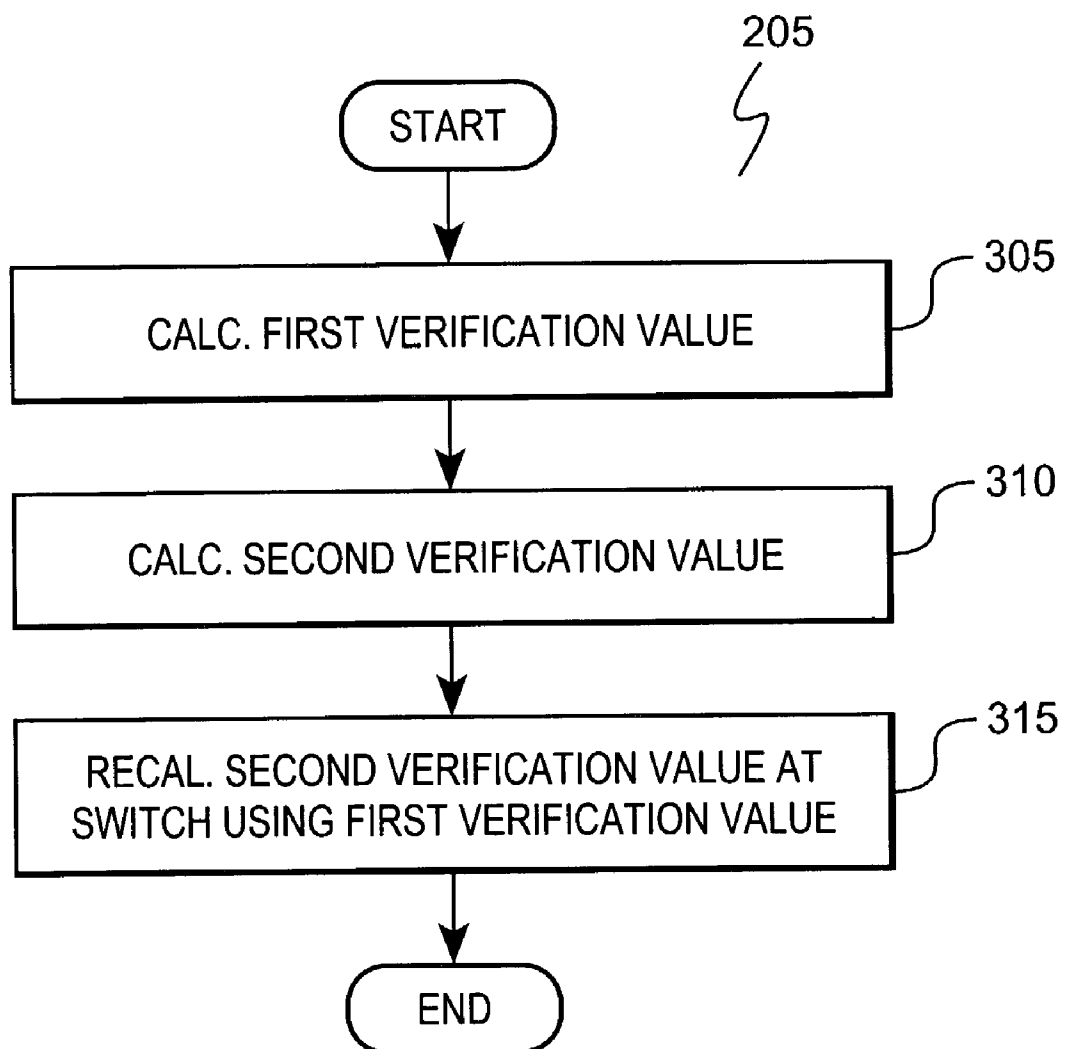 205
START
305
CALC. FIRST VERIFICATION VALUE
310
CALC. SECOND VERIFICATION VALUE
315
RECAL. SECOND VERIFICATION VALUE AT
SWITCH USING FIRST VERIFICATION VALUE
END